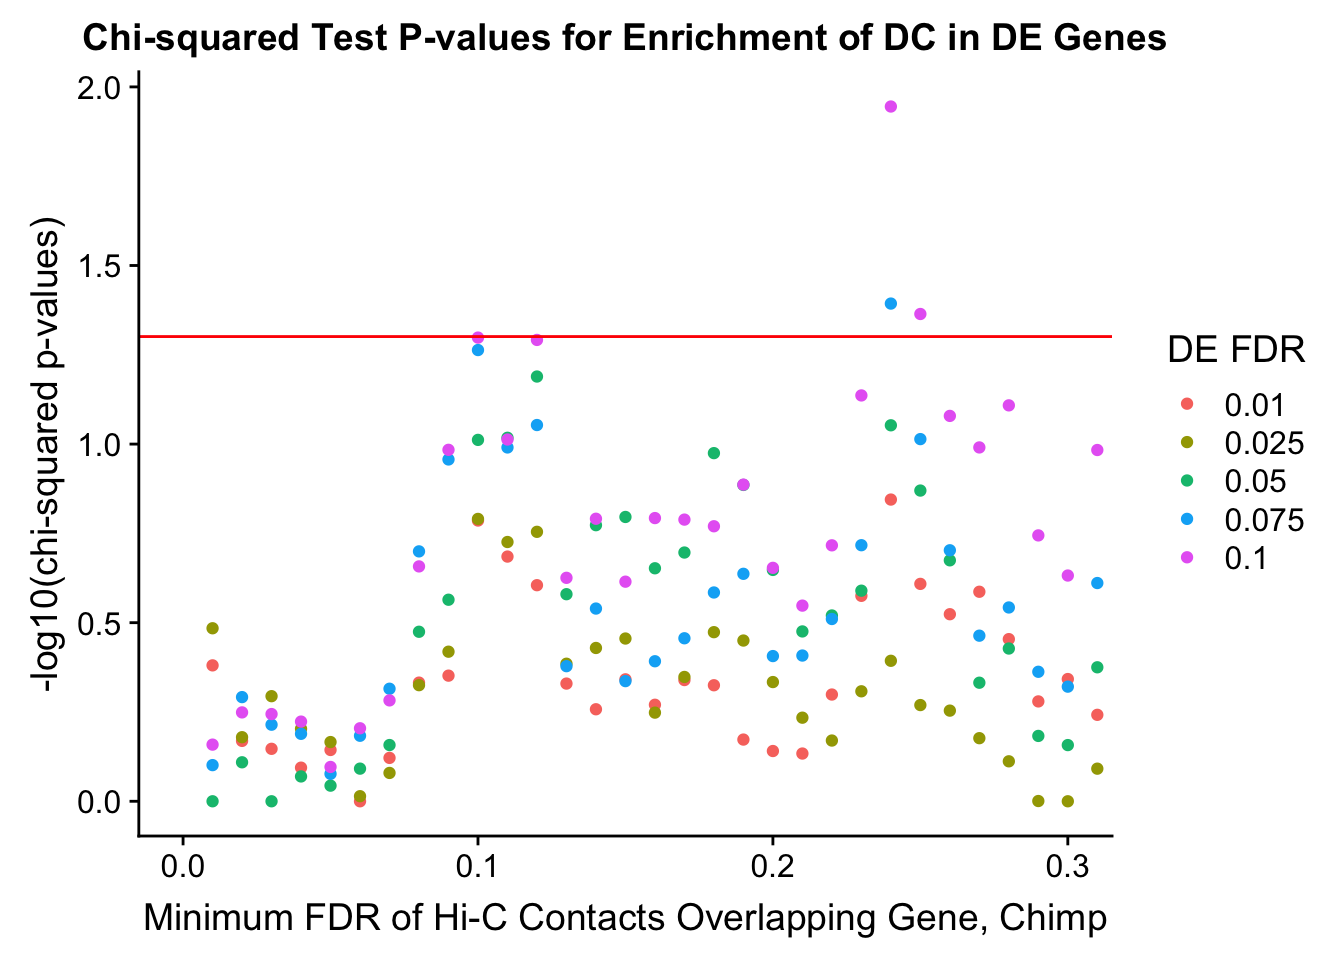 Chi-squared Test P-values for Enrichment of DC in DE Genes
2.0
1.5
1.0
0.5
0.0
-log10(chi-squared p-values)
0.0 0.1 0.2 0.3
Minimum FDR of Hi-C Contacts Overlapping Gene, Chimp
DE FDR
0.01
0.025
0.05
0.075
0.1